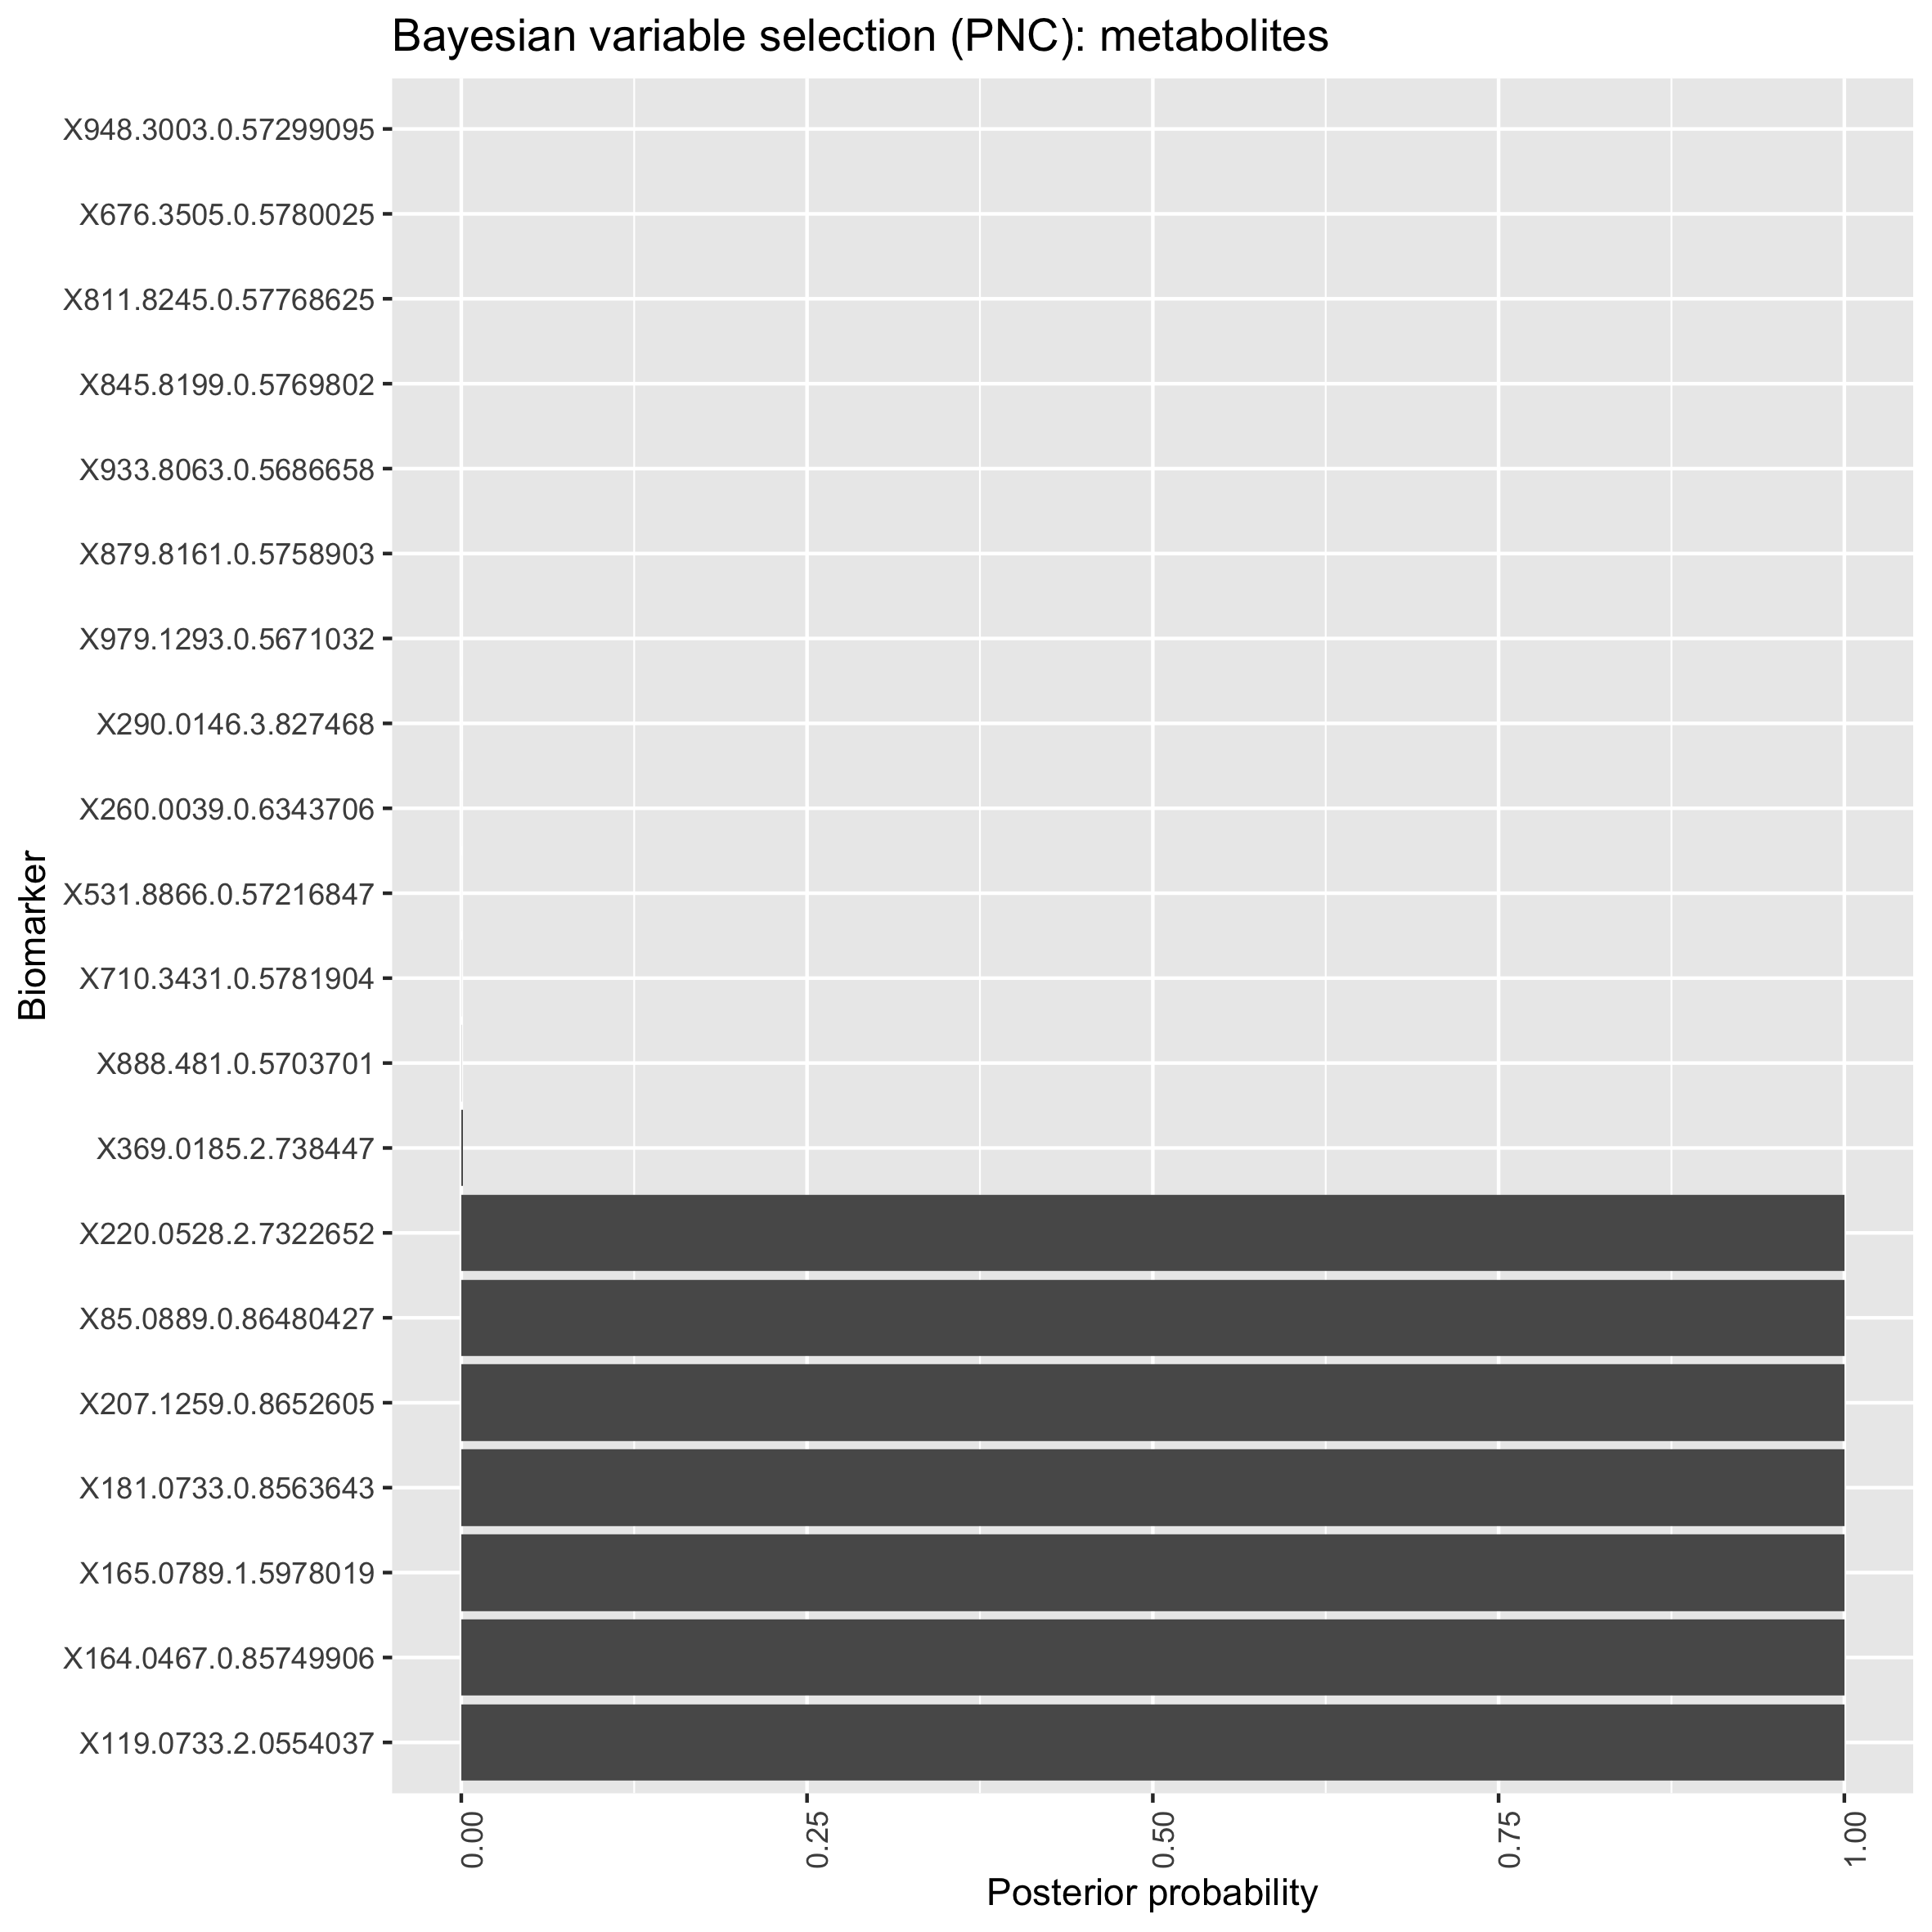 Bayesian variable selection (PNC): metabolites
Biomarker
X948.3003.0.57299095
X676.3505.0.5780025
X811.8245.0.57768625
X845.8199.0.5769802
X933.8063.0.5686658
X879.8161.0.5758903
X979.1293.0.5671032
X290.0146.3.827468
X260.0039.0.6343706
X531.8866.0.57216847
X710.3431.0.5781904
X888.481.0.5703701
X369.0185.2.738447
X220.0528.2.7322652
X85.0889.0.86480427
X207.1259.0.8652605
X181.0733.0.8563643
X165.0789.1.5978019
X164.0467.0.85749906
X119.0733.2.0554037
0.00
0.25
0.50
0.75
1.00
Posterior probability